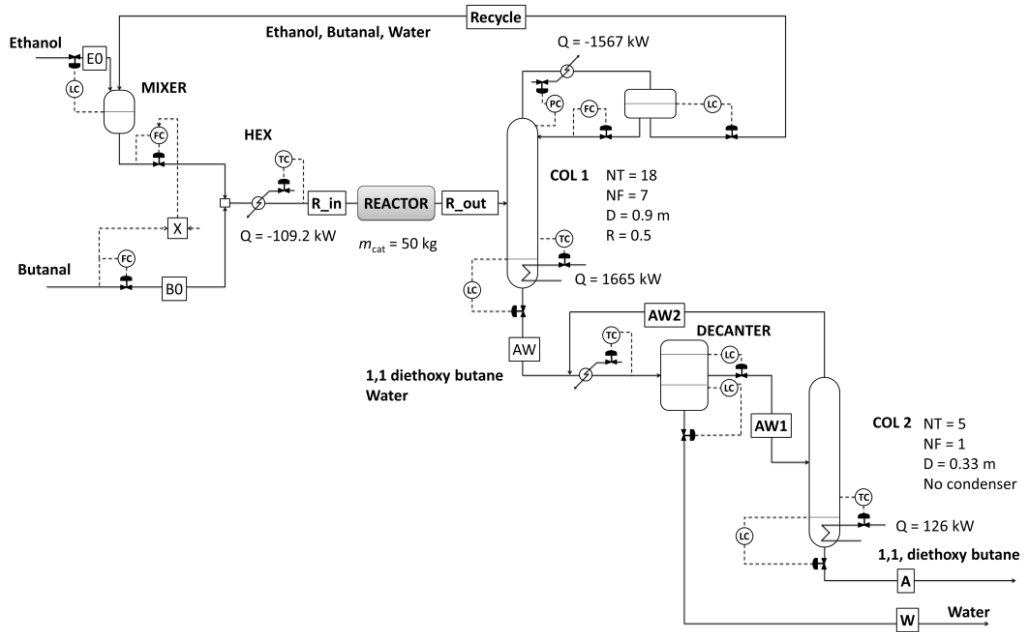 Recycle
Ethanol, Butanal, Water
Q = -1567 kW
Ethanol
E0
LC
MIXER
PC
FC
LC
FC
HEX
TC
COL 1
NT = 18
NF = 7
D = 0.9 m
R = 0.5
R_in
REACTOR
R_out
Q = -109.2 kW
m_cat = 50 kg
X
TC
Butanal
FC
B0
Q = 1665 kW
LC
AW2
DECANTER
AW
TC
LC
LC
1,1 diethoxy butane
Water
AW1
COL 2
NT = 5
NF = 1
D = 0.33 m
No condenser
TC
LC
Q = 126 kW
1,1, diethoxy butane
A
W
Water